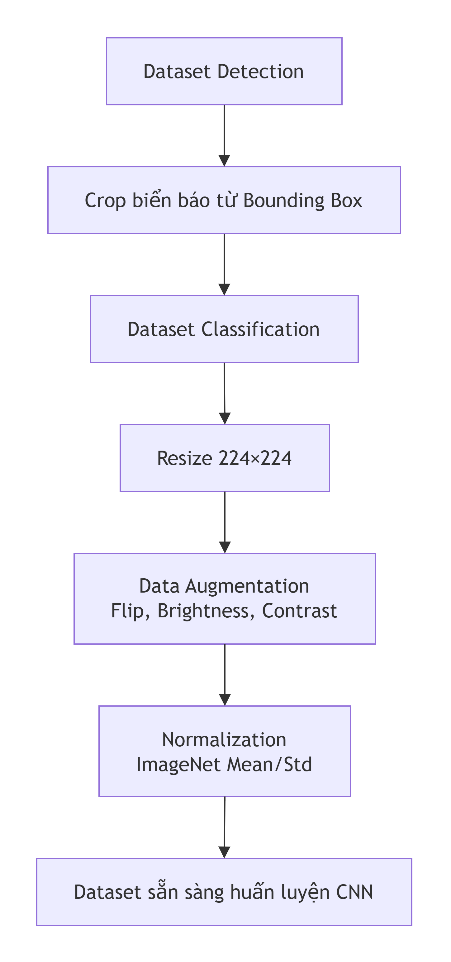 Dataset Detection
Crop biển báo từ Bounding Box
Dataset Classification
Resize 224×224
Data Augmentation
Flip, Brightness, Contrast
Normalization
ImageNet Mean/Std
Dataset sẵn sàng huấn luyện CNN